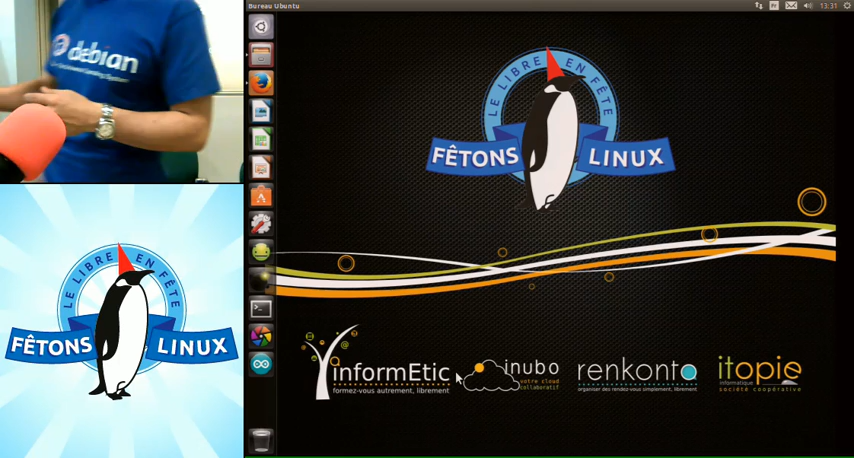 debian
LE LIBRE EN FÊTE
FÊTONS LINUX
Bureau Ubuntu
Fr
13:31
LE LIBRE EN FÊTE
FÊTONS LINUX
informEtic
formez-vous autrement, librement
inubo
votre cloud
collaboratif
renkonto
organiser des rendez-vous simplement, librement
itopie
informatique
société coopérative